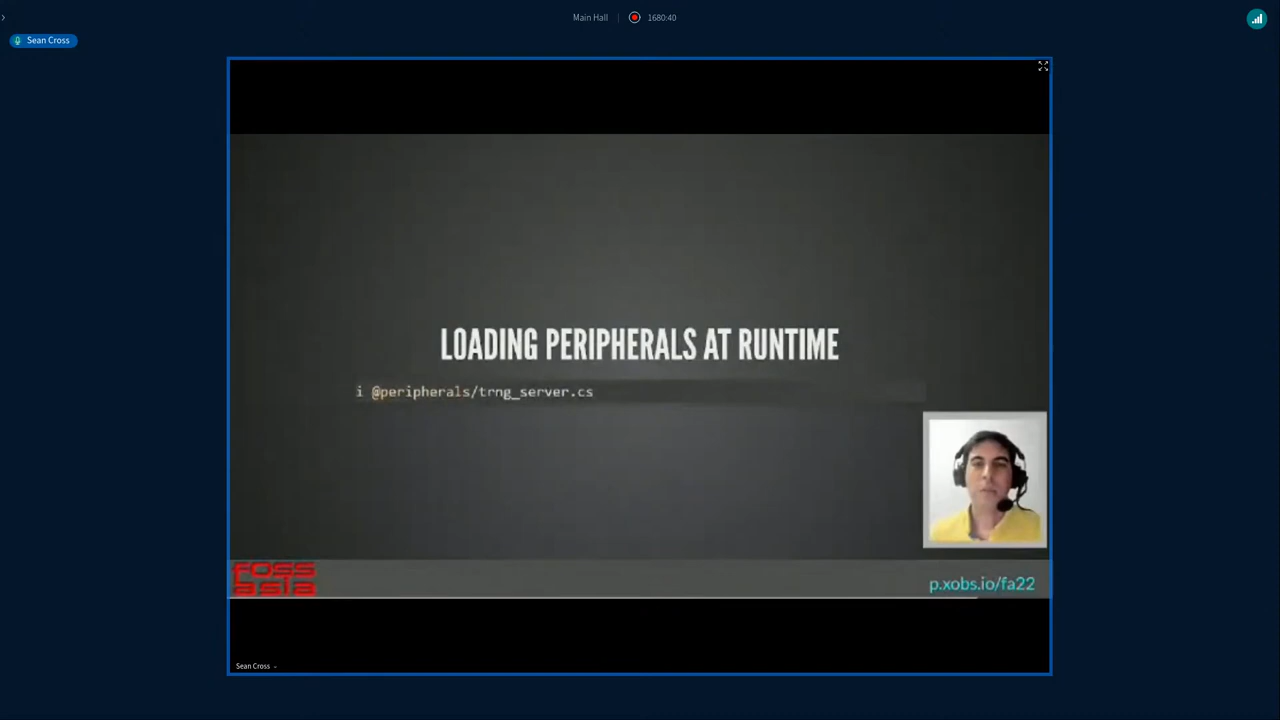 Main Hall
1680:40
Sean Cross
LOADING PERIPHERALS AT RUNTIME
i @peripherals/trng_server.cs
FOSS
ASIA
p.xobs.io/fa22
Sean Cross